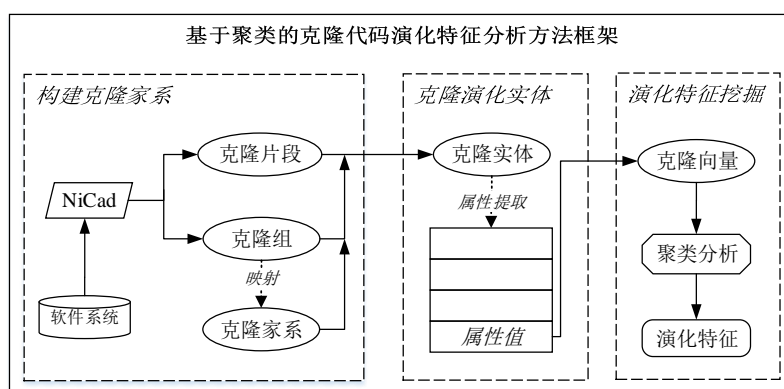 基于聚类的克隆代码演化特征分析方法框架
构建克隆家系
克隆片段
NiCad
克隆组
映射
软件系统
克隆家系
克隆演化实体
克隆实体
属性提取
属性值
演化特征挖掘
克隆向量
聚类分析
演化特征